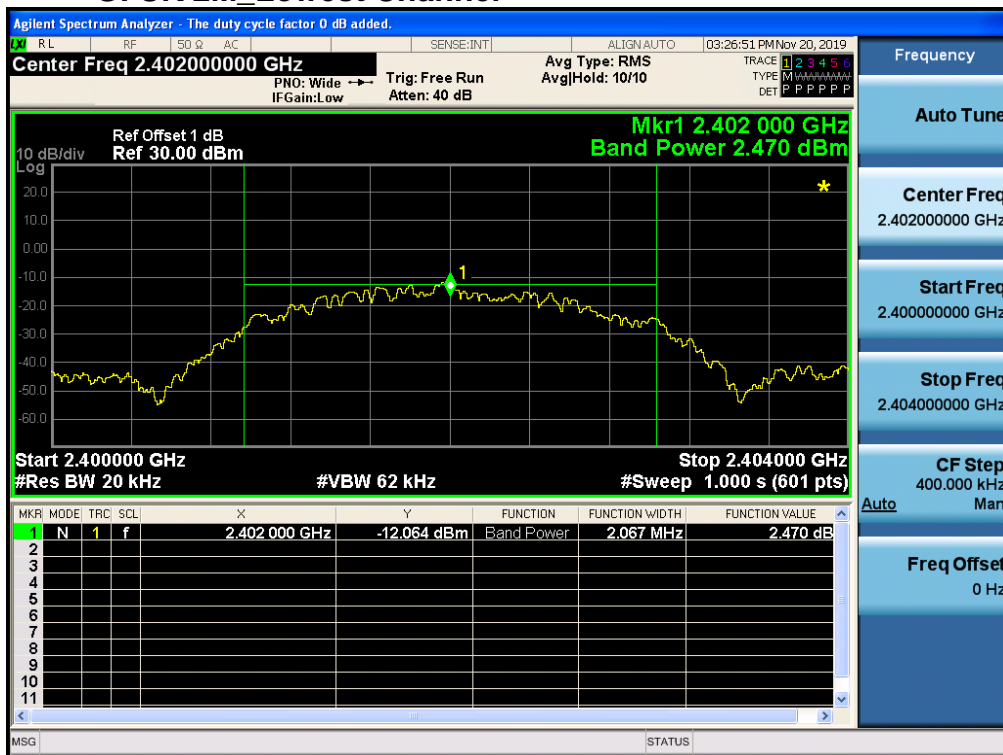 Agilent Spectrum Analyzer - The duty cycle factor 0 dB added.
LXI RL RF 50 Ω AC SENSE:INT ALIGN AUTO 03:26:51 PM Nov 20, 2019
Center Freq 2.402000000 GHz
PNO: Wide
IFGain:Low
Trig: Free Run
Atten: 40 dB
Avg Type: RMS
Avg|Hold: 10/10
TRACE 1 2 3 4 5 6
TYPE M
DET P P P P P P
Ref Offset 1 dB
10 dB/div Ref 30.00 dBm
Log
Mkr1 2.402 000 GHz
Band Power 2.470 dBm
20.0
10.0
0.00
-10.0
-20.0
-30.0
-40.0
-50.0
-60.0
1
Start 2.400000 GHz Stop 2.404000 GHz
#Res BW 20 kHz #VBW 62 kHz #Sweep 1.000 s (601 pts)
MKR MODE TRC SCL X Y FUNCTION FUNCTION WIDTH FUNCTION VALUE
1 N 1 f 2.402 000 GHz -12.064 dBm Band Power 2.067 MHz 2.470 dB
2
3
4
5
6
7
8
9
10
11
MSG STATUS
Frequency
Auto Tune
Center Freq
2.402000000 GHz
Start Freq
2.400000000 GHz
Stop Freq
2.404000000 GHz
CF Step
400.000 kHz
Auto Man
Freq Offset
0 Hz